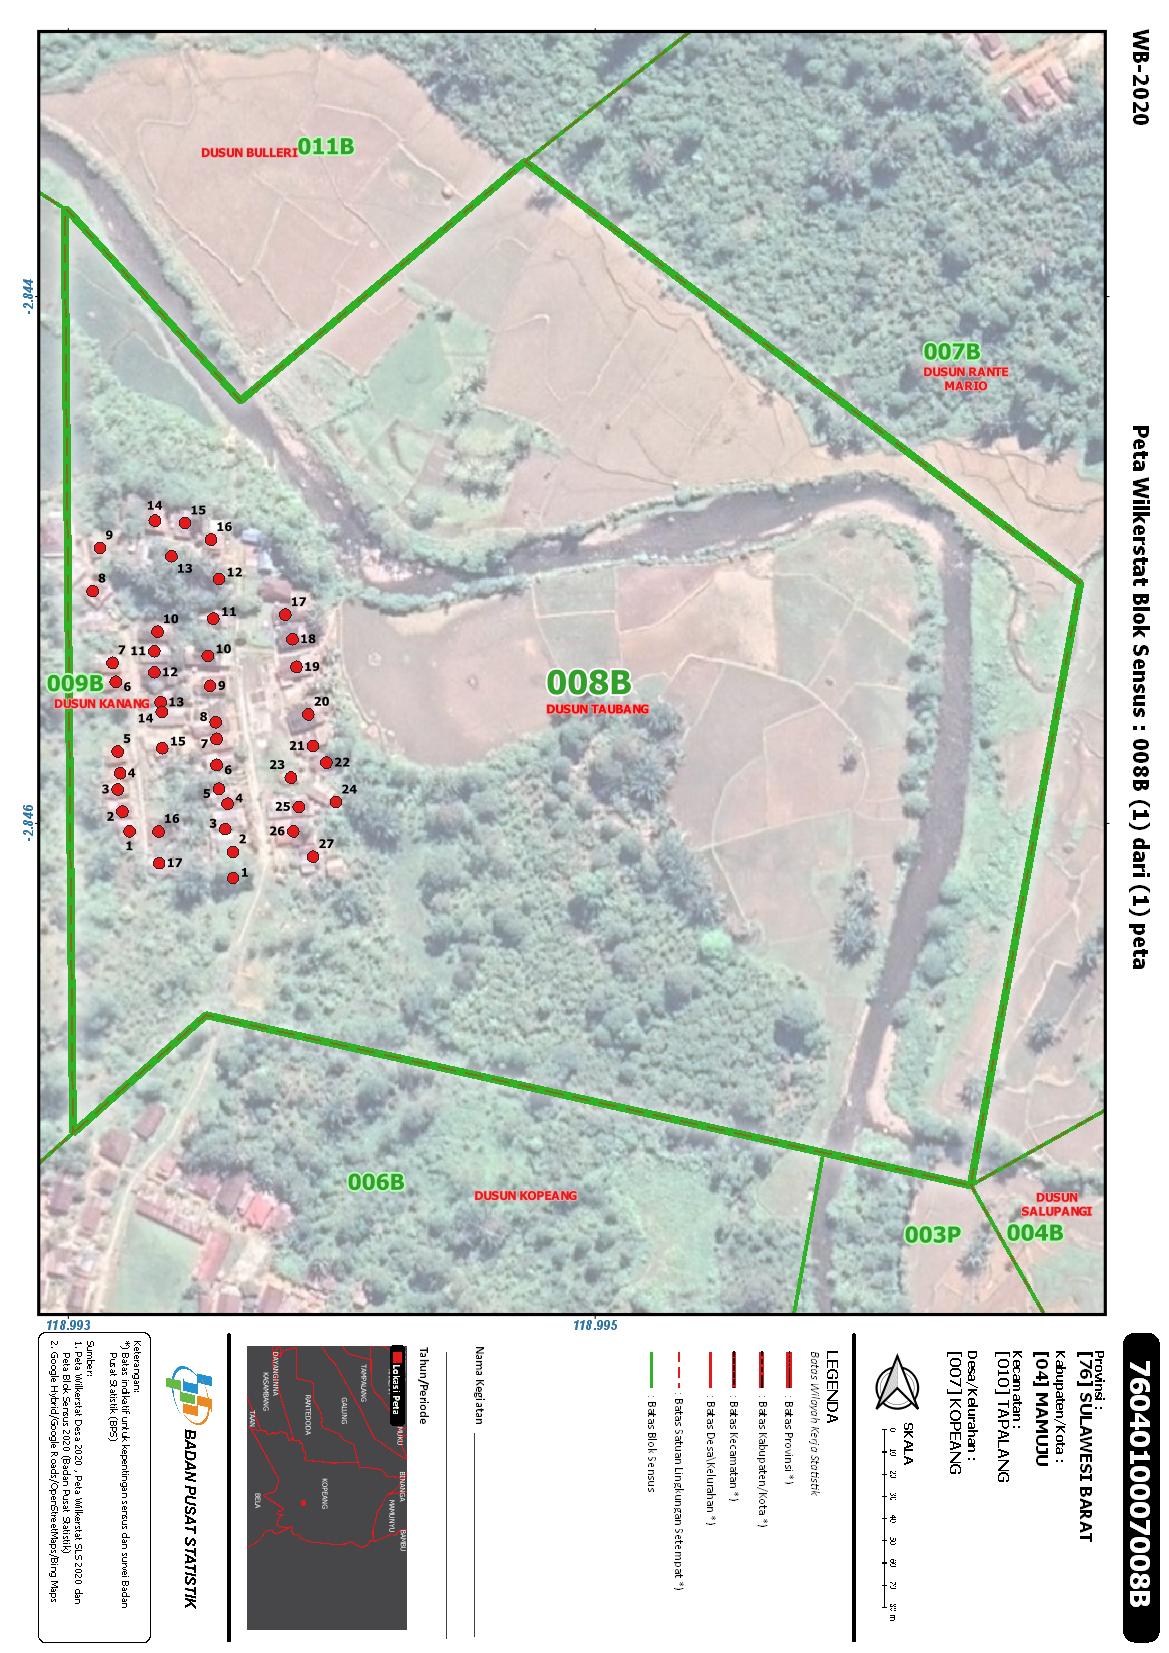 WB-2020
Peta Wilkerstat Blok Sensus : 008B (1) dari (1) peta
7604010007008B
DUSUN BULLERI
011B
007B
DUSUN RANTE
MARIO
-2.844
-2.846
118.993
118.995
009B
DUSUN KANANG
008B
DUSUN TAUBANG
006B
DUSUN KOPEANG
003P
DUSUN
SALUPANGI
004B
14
15
16
9
13
12
8
17
11
10
18
11
10
7
19
12
6
9
13
20
14
8
15
7
21
5
22
6
23
4
3
5
4
24
2
25
16
3
26
1
2
27
17
1
Provinsi :
[76] SULAWESI BARAT
Kabupaten/Kota :
[04] MAMUJU
Kecamatan :
[010] TAPALANG
Desa/Kelurahan :
[007] KOPEANG
SKALA
0 10 20 30 40 50 60 70 80 m
LEGENDA
Batas Wilayah Kerja Statistik
: Batas Provinsi *)
: Batas Kabupaten/Kota *)
: Batas Kecamatan *)
: Batas Desa\Kelurahan *)
: Batas Satuan Lingkungan Setempat *)
: Batas Blok Sensus
Nama Kegiatan
Tahun/Periode
Lokasi Peta
TAMPALANG
GALUNG
RANTEDODA
DAYANGINNA
KASAMBANG
TAAN
KOPEANG
BELA
BINANGA
MAMUNYU
BAMBU
BADAN PUSAT STATISTIK
Keterangan:
*) Batas indikatif untuk kepentingan sensus dan survei Badan
Pusat Statistik (BPS)
Sumber:
1. Peta Wilkerstat Desa 2020 , Peta Wilkerstat SLS 2020 dan
Peta Blok Sensus 2020 (Badan Pusat Statistik)
2. Google Hybrid/Google Roads/OpenStreetMaps/Bing Maps